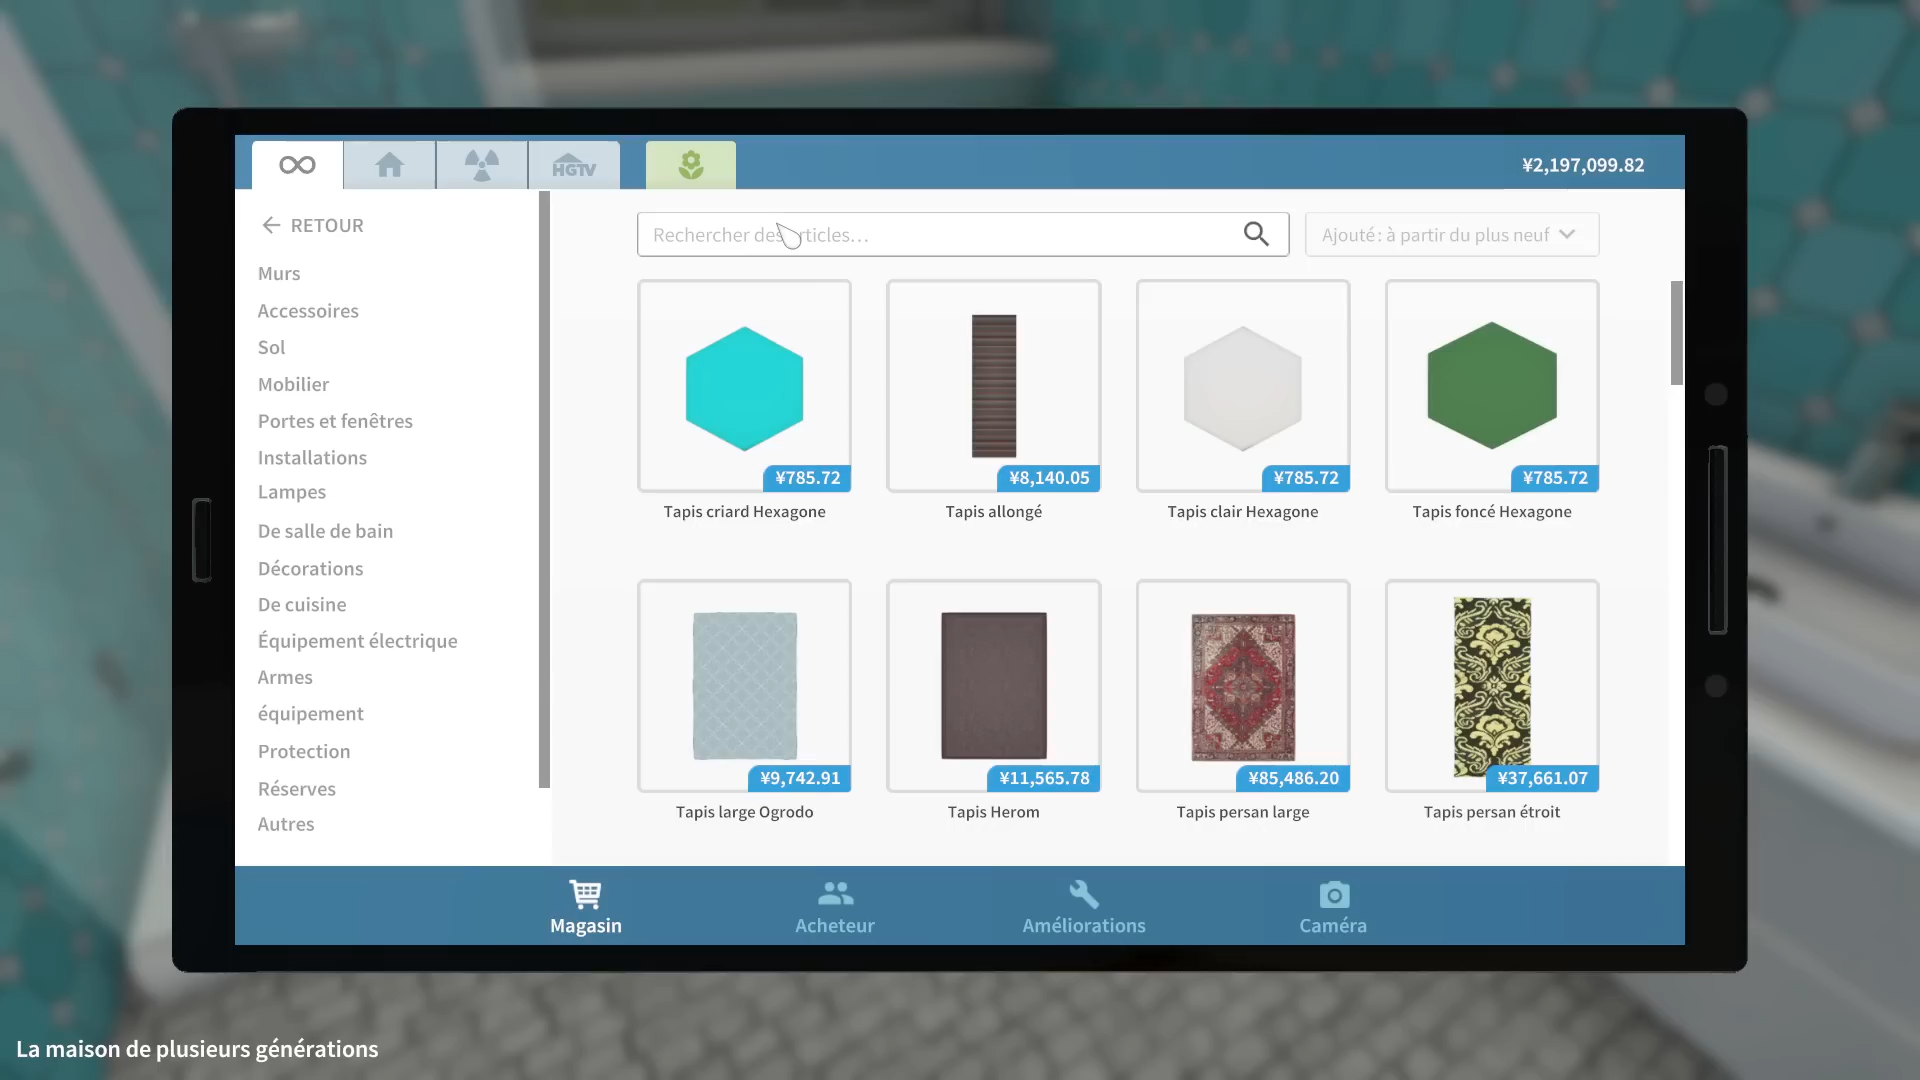 HGTV
¥2,197,099.82
RETOUR
Rechercher des articles...
Ajouté : à partir du plus neuf
Murs
Accessoires
Sol
Mobilier
Portes et fenêtres
Installations
Lampes
De salle de bain
Décorations
De cuisine
Équipement électrique
Armes
équipement
Protection
Réserves
Autres
¥785.72
¥8,140.05
¥785.72
¥785.72
Tapis criard Hexagone
Tapis allongé
Tapis clair Hexagone
Tapis foncé Hexagone
¥9,742.91
¥11,565.78
¥85,486.20
¥37,661.07
Tapis large Ogrodo
Tapis Herom
Tapis persan large
Tapis persan étroit
Magasin
Acheteur
Améliorations
Caméra
La maison de plusieurs générations